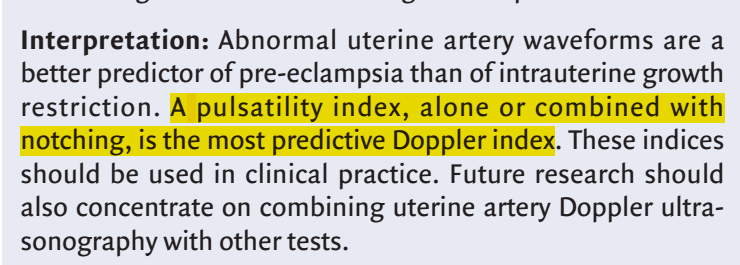 Interpretation: Abnormal uterine artery waveforms are a
better predictor of pre-eclampsia than of intrauterine growth
restriction. A pulsatility index, alone or combined with
notching, is the most predictive Doppler index. These indices
should be used in clinical practice. Future research should
also concentrate on combining uterine artery Doppler ultra-
sonography with other tests.